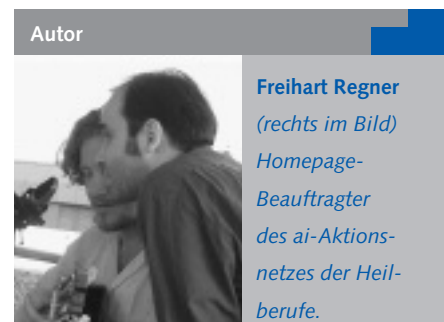 Autor
Freihart Regner
(rechts im Bild)
Homepage-
Beauftragter
des ai-Aktions-
netzes der Heil-
berufe.